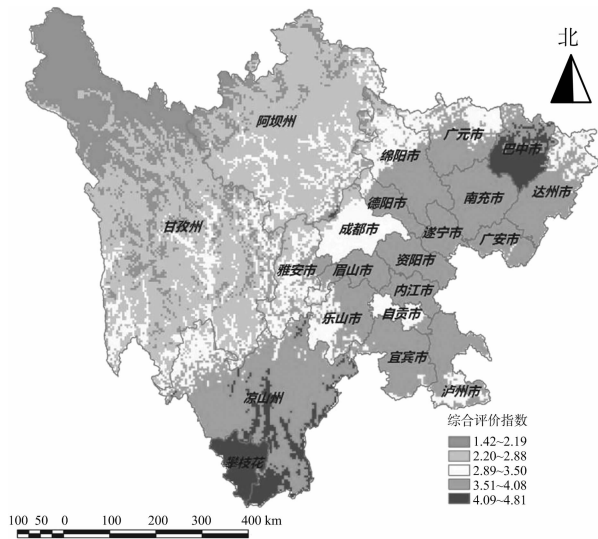 北
阿坝州
广元市
巴中市
绵阳市
达州市
德阳市
南充市
甘孜州
成都市
遂宁市
广安市
雅安市
眉山市
资阳市
内江市
乐山市
自贡市
宜宾市
泸州市
凉山州
攀枝花
综合评价指数
1.42~2.19
2.20~2.88
2.89~3.50
3.51~4.08
4.09~4.81
100 50 0 100 200 300 400 km